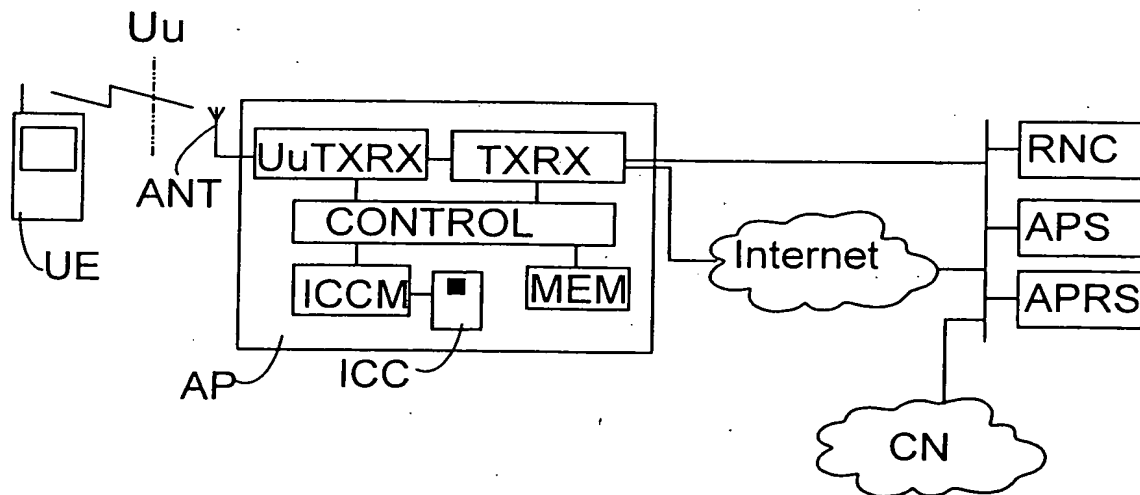 Uu
ANT
UE
UuTXRX
TXRX
CONTROL
ICCM
MEM
AP
ICC
Internet
RNC
APS
APRS
CN